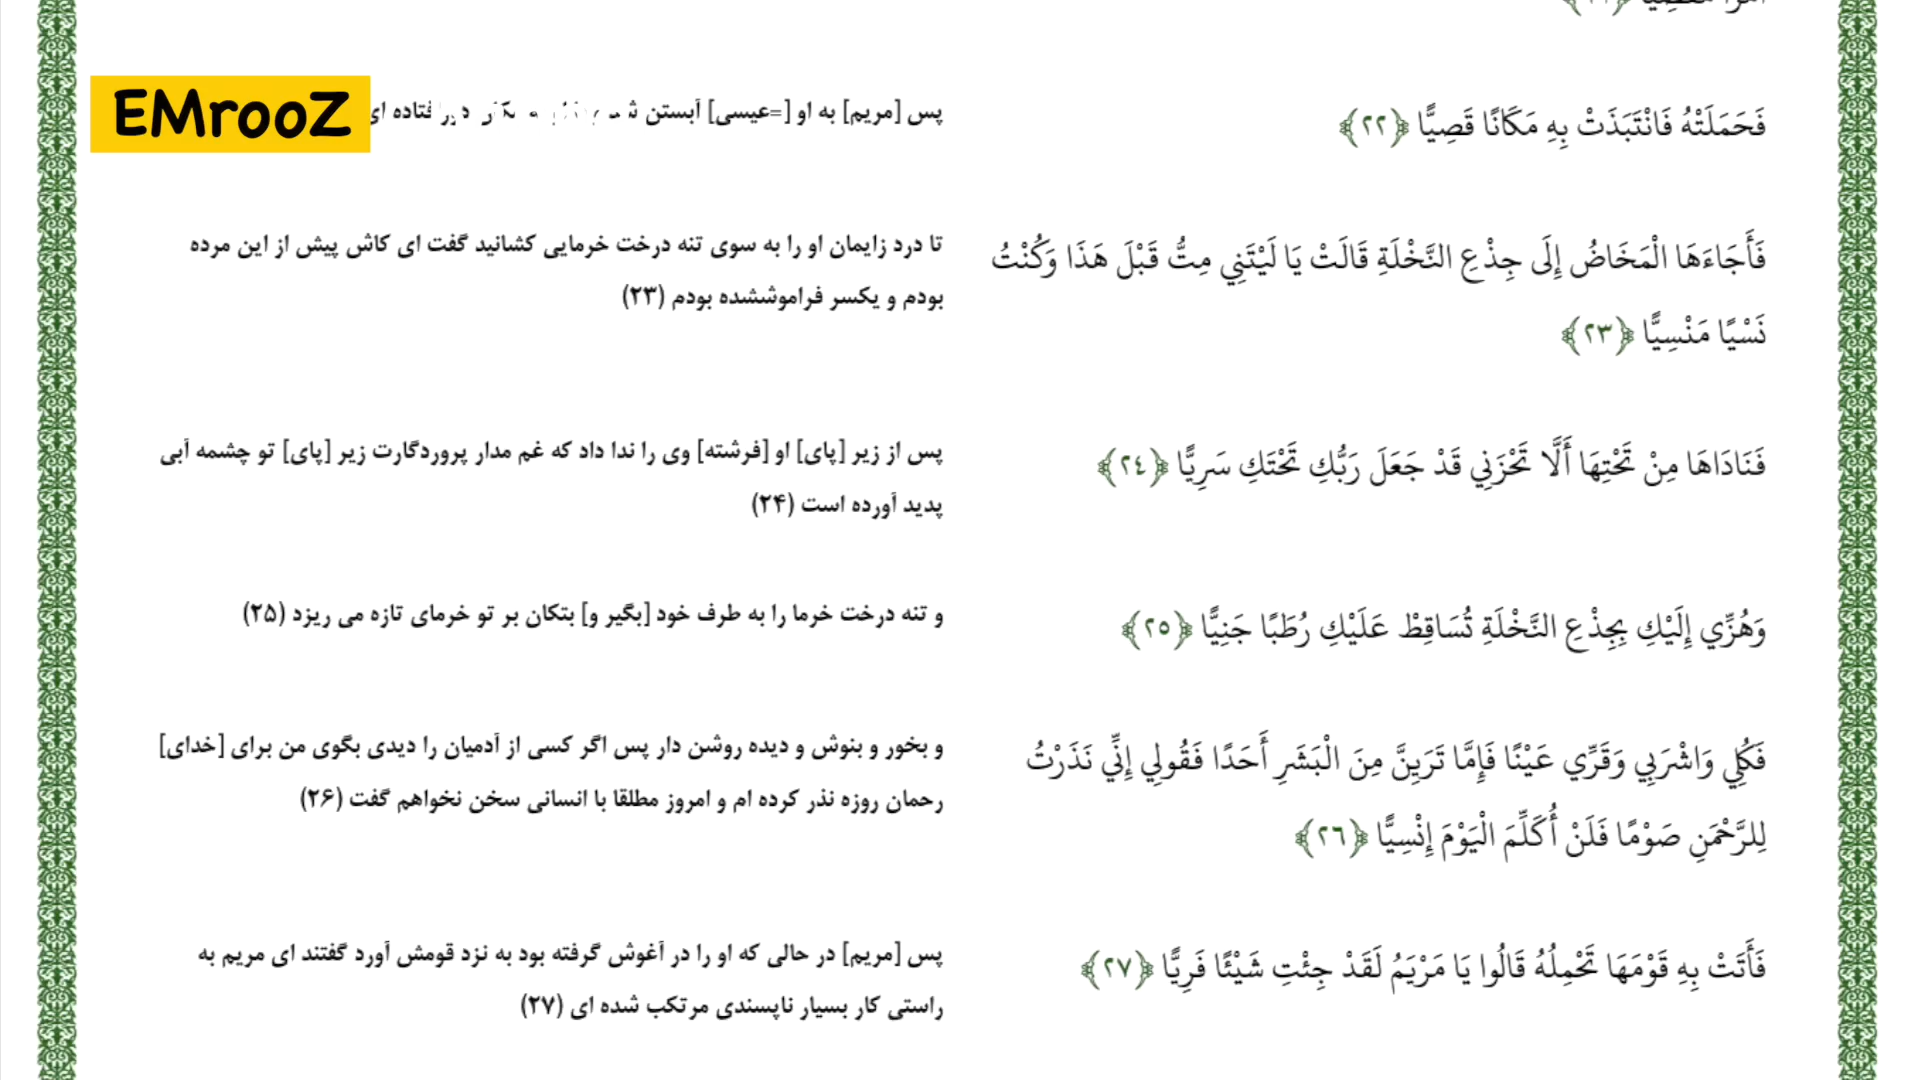 EMrooZ
فَحَمَلَتْهُ فَانْتَبَذَتْ بِهِ مَكَانًا قَصِيًّا ﴿٢٢﴾
پس [مریم] به او [=عیسی] آبستن افتاده ای
فَأَجَاءَهَا الْمَخَاضُ إِلَى جِذْعِ النَّخْلَةِ قَالَتْ يَا لَيْتَنِي مِتُّ قَبْلَ هَذَا وَكُنْتُ
نَسْيًا مَنْسِيًّا ﴿٢٣﴾
تا درد زایمان او را به سوی تنه درخت خرمایی کشانید گفت ای کاش پیش از این مرده
بودم و یکسر فراموششده بودم (۲۳)
فَنَادَاهَا مِنْ تَحْتِهَا أَلَّا تَحْزَنِي قَدْ جَعَلَ رَبُّكِ تَحْتَكِ سَرِيًّا ﴿٢٤﴾
پس از زیر [پای] او [فرشته] وی را ندا داد که غم مدار پروردگارت زیر [پای] تو چشمه آبی
پدید آورده است (۲۴)
وَهُزِّي إِلَيْكِ بِجِذْعِ النَّخْلَةِ تُسَاقِطْ عَلَيْكِ رُطَبًا جَنِيًّا ﴿٢٥﴾
و تنه درخت خرما را به طرف خود [بگیر و] بتکان بر تو خرمای تازه می ریزد (۲۵)
فَكُلِي وَاشْرَبِي وَقَرِّي عَيْنًا فَإِمَّا تَرَيِنَّ مِنَ الْبَشَرِ أَحَدًا فَقُولِي إِنِّي نَذَرْتُ
لِلرَّحْمَنِ صَوْمًا فَلَنْ أُكَلِّمَ الْيَوْمَ إِنْسِيًّا ﴿٢٦﴾
و بخور و بنوش و دیده روشن دار پس اگر کسی از آدمیان را دیدی بگوی من برای [خدای]
رحمان روزه نذر کرده ام و امروز مطلقا با انسانی سخن نخواهم گفت (۲۶)
فَأَتَتْ بِهِ قَوْمَهَا تَحْمِلُهُ قَالُوا يَا مَرْيَمُ لَقَدْ جِئْتِ شَيْئًا فَرِيًّا ﴿٢٧﴾
پس [مریم] در حالی که او را در آغوش گرفته بود به نزد قومش آورد گفتند ای مریم به
راستی کار بسیار ناپسندی مرتکب شده ای (۲۷)